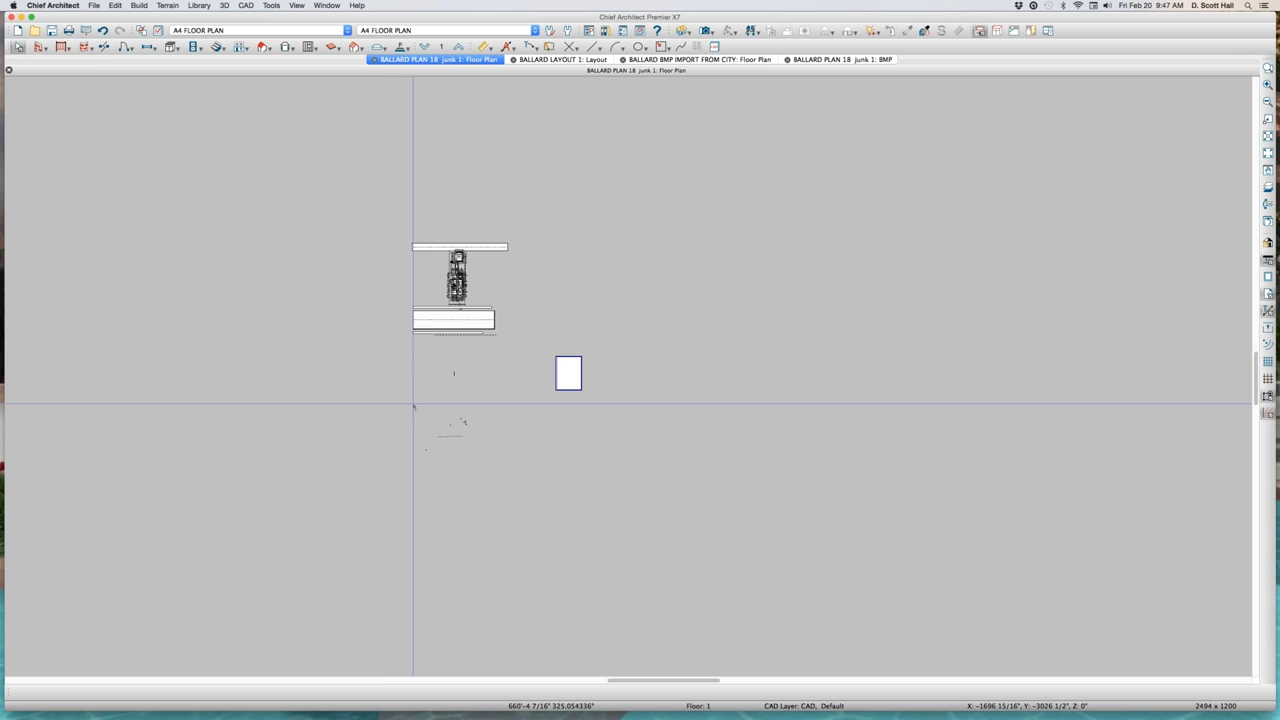 Chief Architect File Edit Build Terrain Library 3D CAD Tools View Window Help Fri Feb 20 9:47 AM D. Scott Hall
Chief Architect Premier X7
A4 FLOOR PLAN A4 FLOOR PLAN
1
BALLARD PLAN 18 junk 1: Floor Plan BALLARD LAYOUT 1: Layout BALLARD BMP IMPORT FROM CITY: Floor Plan BALLARD PLAN 18 junk 1: BMP
BALLARD PLAN 18 junk 1: Floor Plan
660'-4 7/16" 325.054336° Floor: 1 CAD Layer: CAD, Default X: -1696 15/16", Y: -3026 1/2", Z: 0" 2494 x 1200